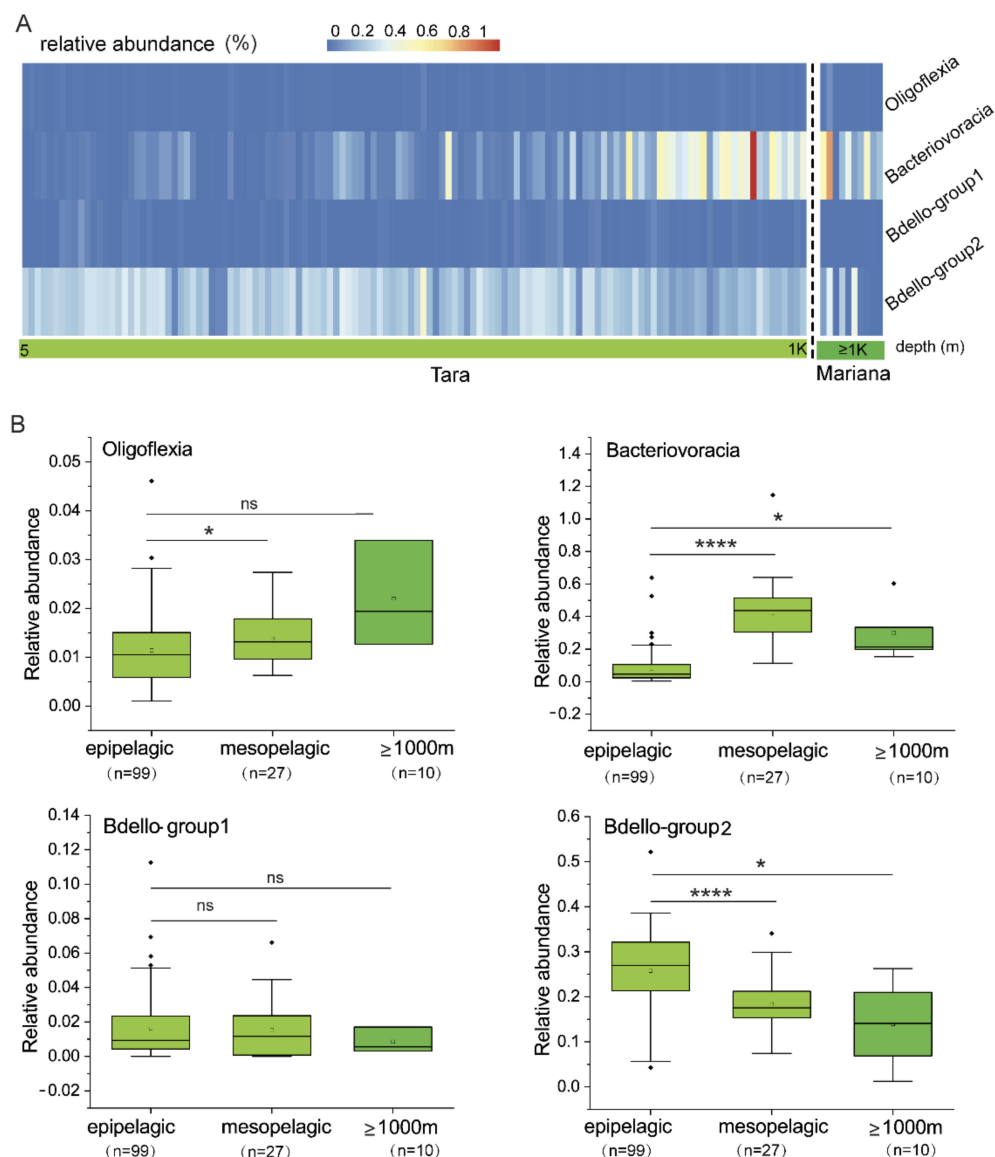 A
relative abundance (%)
0 0.2 0.4 0.6 0.8 1
Oligoflexia
Bacteriovoracia
Bdello-group1
Bdello-group2
5 1K ≥1K depth (m)
Tara Mariana
B
Oligoflexia
Relative abundance
0.05
0.04
0.03
0.02
0.01
0.00
ns
*
epipelagic mesopelagic ≥1000m
(n=99) (n=27) (n=10)
Bacteriovoracia
Relative abundance
1.4
1.2
1.0
0.8
0.6
0.4
0.2
0.0
-0.2
*
****
epipelagic mesopelagic ≥1000m
(n=99) (n=27) (n=10)
Bdello-group1
Relative abundance
0.14
0.12
0.10
0.08
0.06
0.04
0.02
0.00
-0.02
ns
ns
epipelagic mesopelagic ≥1000m
(n=99) (n=27) (n=10)
Bdello-group2
Relative abundance
0.6
0.5
0.4
0.3
0.2
0.1
0.0
*
****
epipelagic mesopelagic ≥1000m
(n=99) (n=27) (n=10)